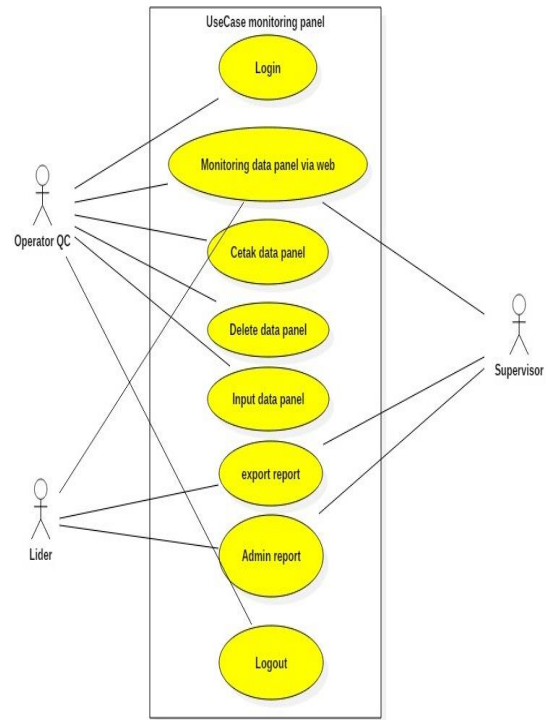 UseCase monitoring panel
Login
Monitoring data panel via web
Operator QC
Cetak data panel
Delete data panel
Supervisor
Input data panel
export report
Lider
Admin report
Logout